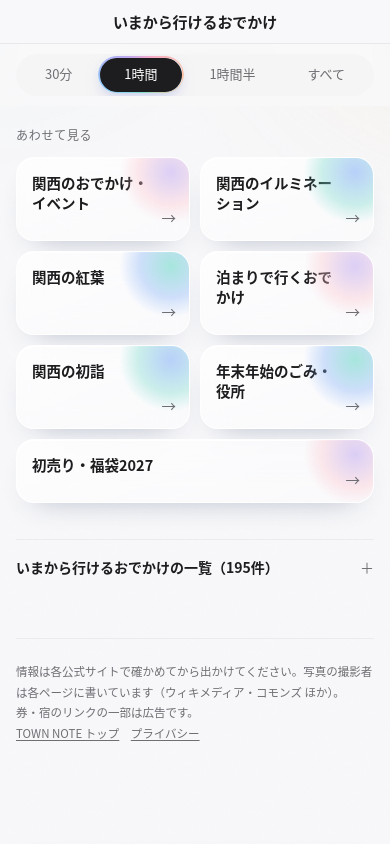 いまから行けるおでかけ
30分 1時間 1時間半 すべて
あわせて見る
関西のおでかけ・
イベント
→
関西のイルミネー
ション
→
関西の紅葉
→
泊まりで行くおで
かけ
→
関西の初詣
→
年末年始のごみ・
役所
→
初売り・福袋2027
→
いまから行けるおでかけの一覧（195件） ＋
情報は各公式サイトで確かめてから出かけてください。写真の撮影者
は各ページに書いています（ウィキメディア・コモンズ ほか）。
券・宿のリンクの一部は広告です。
TOWN NOTE トップ プライバシー